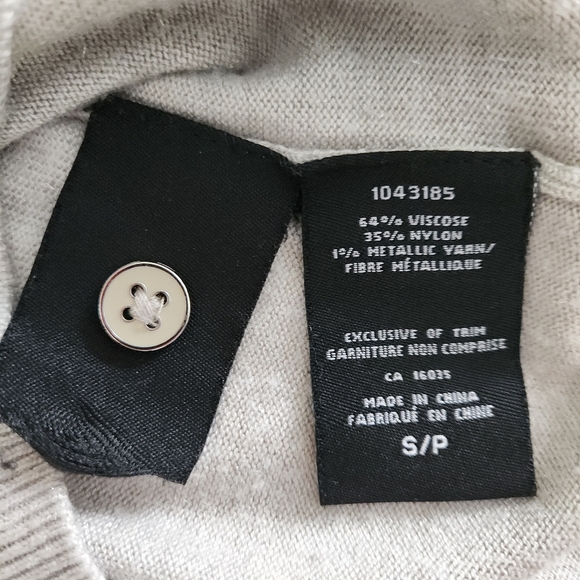 1043185
64% VISCOSE
35% NYLON
1% METALLIC YARN/
FIBRE MÉTALLIQUE
EXCLUSIVE OF TRIM
GARNITURE NON COMPRISE
CA 16035
MADE IN CHINA
FABRIQUÉ EN CHINE
S/P